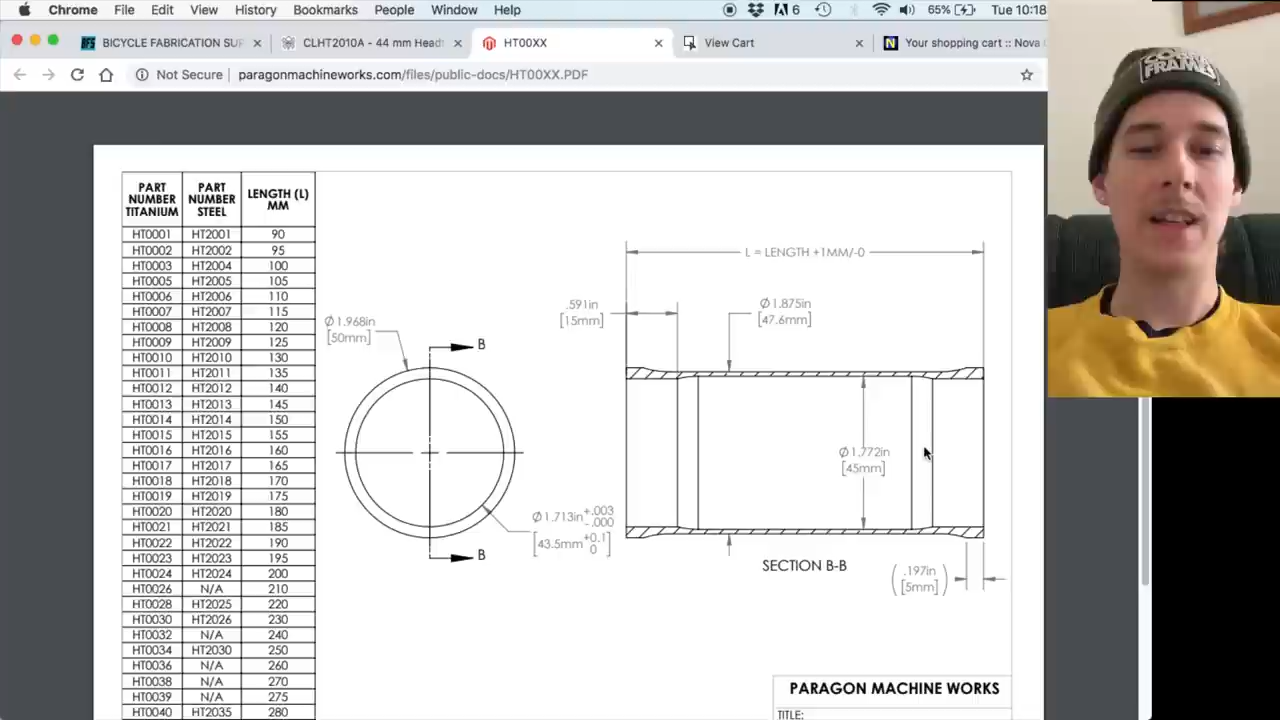 Chrome File Edit View History Bookmarks People Window Help 6 65% Tue 10:18
BICYCLE FABRICATION SUP × CLHT2010A - 44 mm Head × HT00XX × View Cart × Your shopping cart :: Nova
Not Secure paragonmachineworks.com/files/public-docs/HT00XX.PDF
COLUMBUS
FRAMES
PART NUMBER TITANIUM PART NUMBER STEEL LENGTH (L) MM
HT0001 HT2001 90
HT0002 HT2002 95
HT0003 HT2004 100
HT0005 HT2005 105
HT0006 HT2006 110
HT0007 HT2007 115
HT0008 HT2008 120
HT0009 HT2009 125
HT0010 HT2010 130
HT0011 HT2011 135
HT0012 HT2012 140
HT0013 HT2013 145
HT0014 HT2014 150
HT0015 HT2015 155
HT0016 HT2016 160
HT0017 HT2017 165
HT0018 HT2018 170
HT0019 HT2019 175
HT0020 HT2020 180
HT0021 HT2021 185
HT0022 HT2022 190
HT0023 HT2023 195
HT0024 HT2024 200
HT0026 N/A 210
HT0028 HT2025 220
HT0030 HT2026 230
HT0032 N/A 240
HT0034 HT2030 250
HT0036 N/A 260
HT0038 N/A 270
HT0039 N/A 275
HT0040 HT2035 280
Ø1.968in
[50mm]
B
B
Ø1.713in +.003 -.000
[43.5mm +0.1 0]
L = LENGTH +1MM/-0
.591in
[15mm]
Ø1.875in
[47.6mm]
Ø1.772in
[45mm]
SECTION B-B
(.197in)
[5mm]
PARAGON MACHINE WORKS
TITLE: